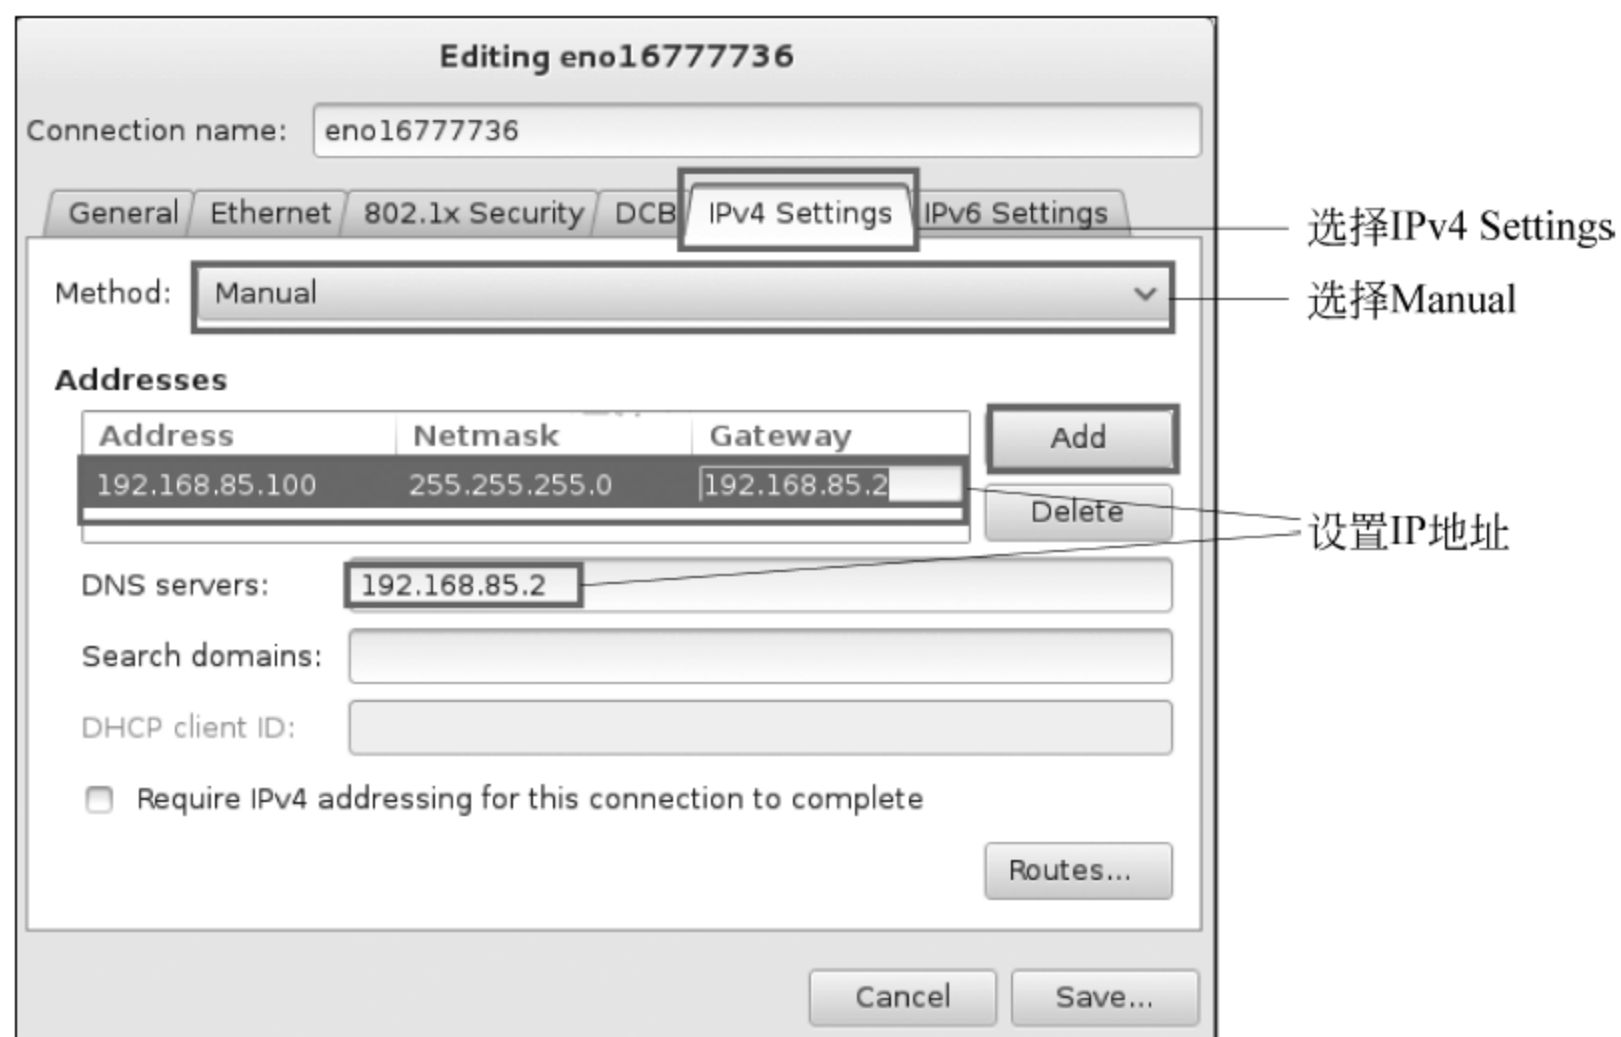 Editing eno16777736
Connection name: eno16777736
General Ethernet 802.1x Security DCB IPv4 Settings IPv6 Settings
选择IPv4 Settings
Method: Manual
选择Manual
Addresses
Address Netmask Gateway
Add
192.168.85.100 255.255.255.0 192.168.85.2
Delete
设置IP地址
DNS servers: 192.168.85.2
Search domains:
DHCP client ID:
Require IPv4 addressing for this connection to complete
Routes...
Cancel Save...